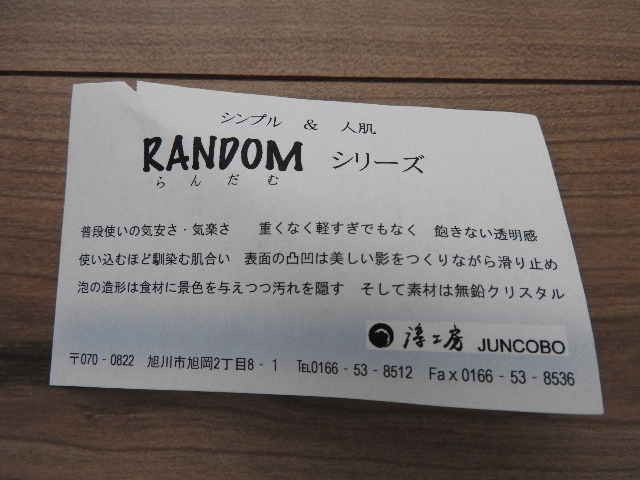 シンプル & 人肌
RANDOM シリーズ
らんだむ
普段使いの気安さ・気楽さ 重くなく軽すぎでもなく 飽きない透明感
使い込むほど馴染む肌合い 表面の凸凹は美しい影をつくりながら滑り止め
泡の造形は食材に景色を与えつつ汚れを隠す そして素材は無鉛クリスタル
淳工房 JUNCOBO
〒070-0822 旭川市旭岡2丁目8-1 TEL0166-53-8512 Fax0166-53-8536